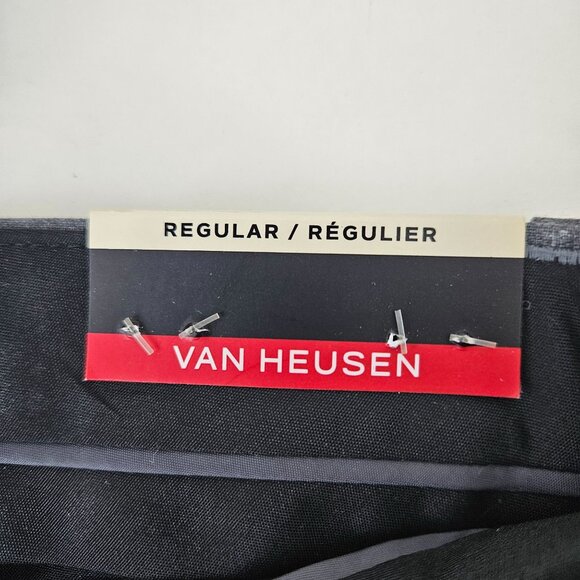 REGULAR / RÉGULIER
VAN HEUSEN